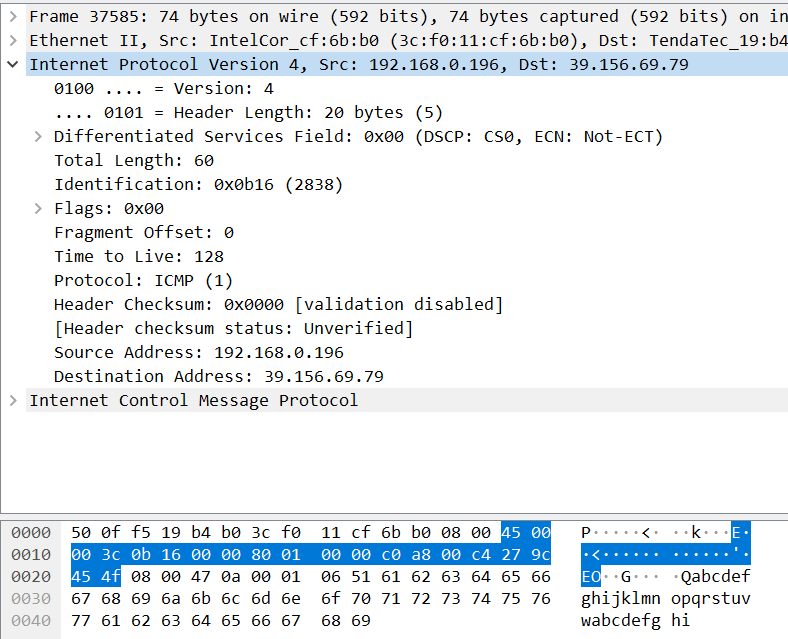 Frame 37585: 74 bytes on wire (592 bits), 74 bytes captured (592 bits) on in
Ethernet II, Src: IntelCor_cf:6b:b0 (3c:f0:11:cf:6b:b0), Dst: TendaTec_19:b4
Internet Protocol Version 4, Src: 192.168.0.196, Dst: 39.156.69.79
0100 .... = Version: 4
.... 0101 = Header Length: 20 bytes (5)
Differentiated Services Field: 0x00 (DSCP: CS0, ECN: Not-ECT)
Total Length: 60
Identification: 0x0b16 (2838)
Flags: 0x00
Fragment Offset: 0
Time to Live: 128
Protocol: ICMP (1)
Header Checksum: 0x0000 [validation disabled]
[Header checksum status: Unverified]
Source Address: 192.168.0.196
Destination Address: 39.156.69.79
Internet Control Message Protocol
0000 50 0f f5 19 b4 b0 3c f0 11 cf 6b b0 08 00 45 00 P·····<· ··k···E·
0010 00 3c 0b 16 00 00 80 01 00 00 c0 a8 00 c4 27 9c ·<······ ······'·
0020 45 4f 08 00 47 0a 00 01 06 51 61 62 63 64 65 66 EO··G··· ·Qabcdef
0030 67 68 69 6a 6b 6c 6d 6e 6f 70 71 72 73 74 75 76 ghijklmn opqrstuv
0040 77 61 62 63 64 65 66 67 68 69 wabcdefg hi